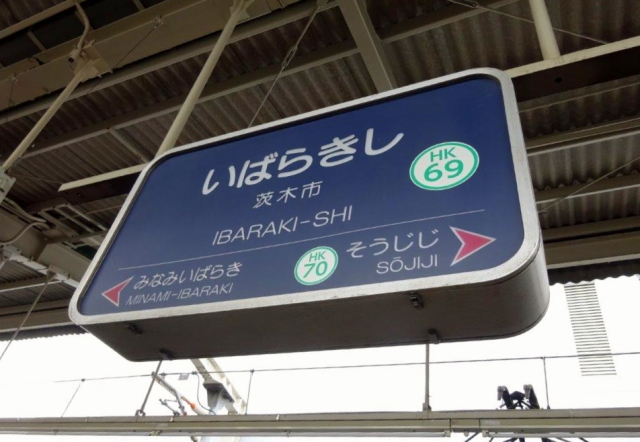 いばらきし
茨木市
IBARAKI-SHI
HK
69
みなみいばらき
MINAMI-IBARAKI
HK
70
そうじじ
SŌJIJI